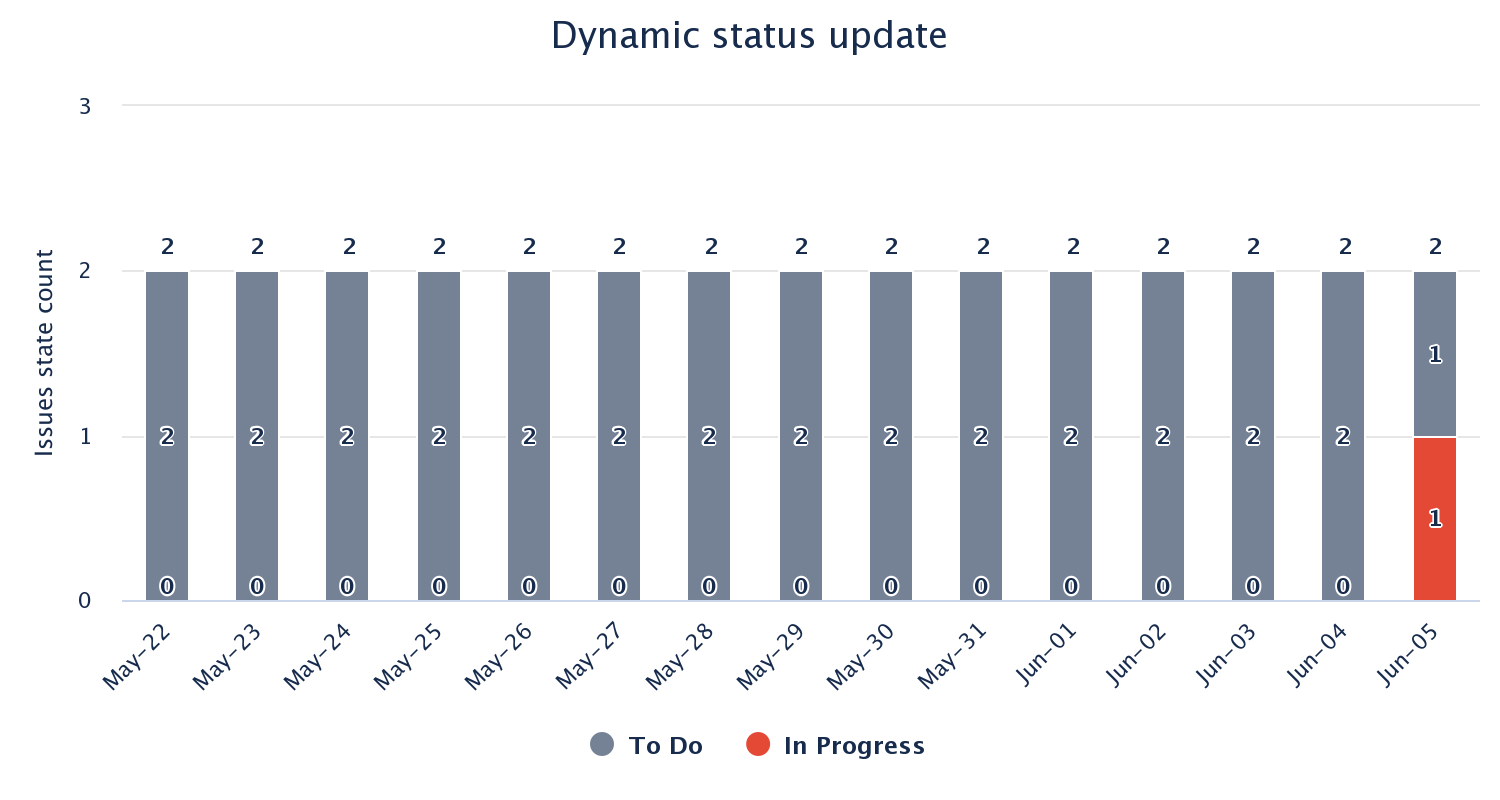 Dynamic status update
Issues state count
3
2
1
0
2 2 2 2 2 2 2 2 2 2 2 2 2 2 2
1
2 2 2 2 2 2 2 2 2 2 2 2 2 2
1
0 0 0 0 0 0 0 0 0 0 0 0 0 0
May-22 May-23 May-24 May-25 May-26 May-27 May-28 May-29 May-30 May-31 Jun-01 Jun-02 Jun-03 Jun-04 Jun-05
To Do In Progress